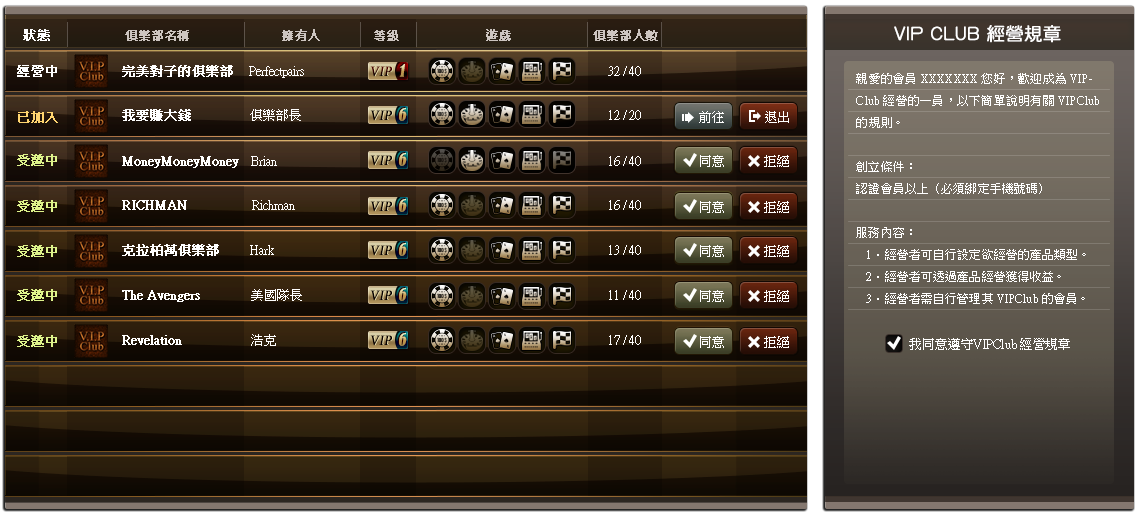 狀態 俱樂部名稱 擁有人 等級 遊戲 俱樂部人數
經營中 V.I.P Club 完美對子的俱樂部 Perfectpairs VIP 1 32/40
已加入 V.I.P Club 我要賺大錢 俱樂部長 VIP 6 12/20 前往 退出
受邀中 V.I.P Club MoneyMoneyMoney Brian VIP 6 16/40 同意 拒絕
受邀中 V.I.P Club RICHMAN Richman VIP 6 16/40 同意 拒絕
受邀中 V.I.P Club 克拉柏萬俱樂部 Hark VIP 6 13/40 同意 拒絕
受邀中 V.I.P Club The Avengers 美國隊長 VIP 6 11/40 同意 拒絕
受邀中 V.I.P Club Revelation 浩克 VIP 6 17/40 同意 拒絕
VIP CLUB 經營規章
親愛的會員 XXXXXXX 您好，歡迎成為 VIP-
Club 經營的一員，以下簡單說明有關 VIPClub
的規則。
創立條件：
認證會員以上（必須綁定手機號碼）
服務內容：
1．經營者可自行設定欲經營的產品類型。
2．經營者可透過產品經營獲得收益。
3．經營者需自行管理其 VIPClub 的會員。
我同意遵守VIPClub 經營規章